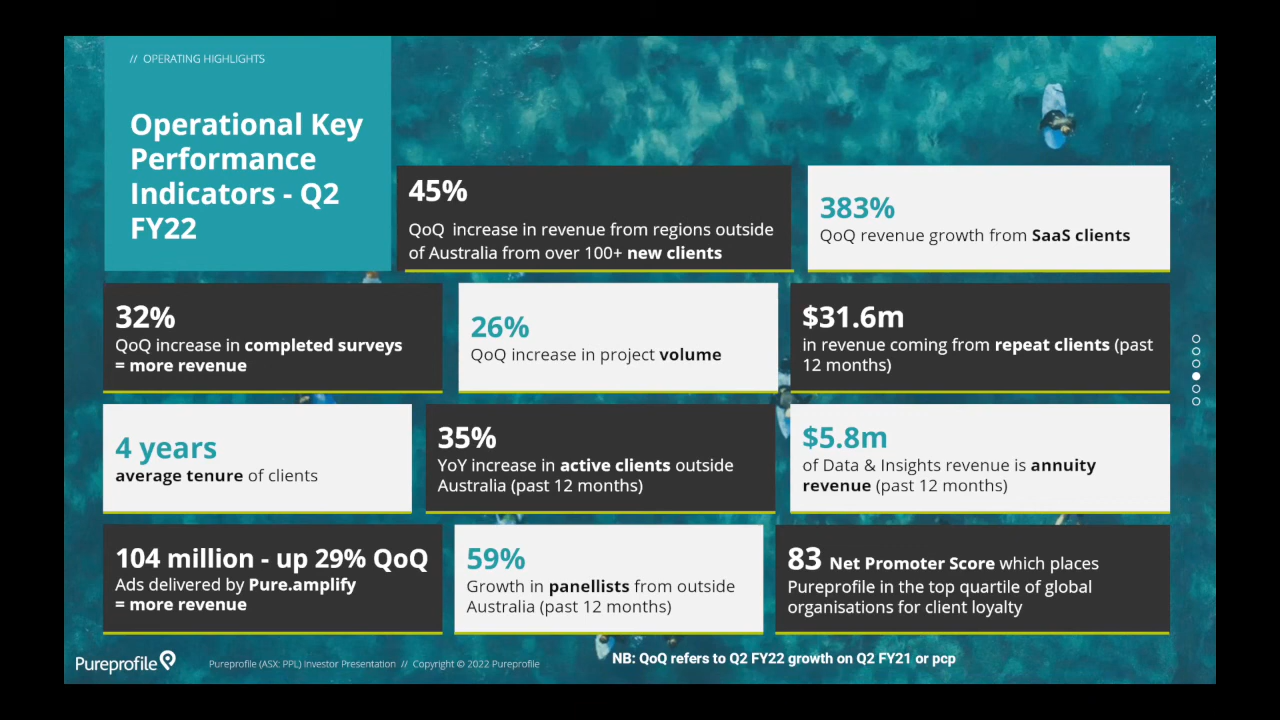 // OPERATING HIGHLIGHTS
Operational Key
Performance
Indicators - Q2
FY22
45%
QoQ increase in revenue from regions outside
of Australia from over 100+ new clients
383%
QoQ revenue growth from SaaS clients
32%
QoQ increase in completed surveys
= more revenue
26%
QoQ increase in project volume
$31.6m
in revenue coming from repeat clients (past
12 months)
4 years
average tenure of clients
35%
YoY increase in active clients outside
Australia (past 12 months)
$5.8m
of Data & Insights revenue is annuity
revenue (past 12 months)
104 million - up 29% QoQ
Ads delivered by Pure.amplify
= more revenue
59%
Growth in panellists from outside
Australia (past 12 months)
83 Net Promoter Score which places
Pureprofile in the top quartile of global
organisations for client loyalty
Pureprofile
Pureprofile (ASX: PPL) Investor Presentation // Copyright © 2022 Pureprofile
NB: QoQ refers to Q2 FY22 growth on Q2 FY21 or pcp